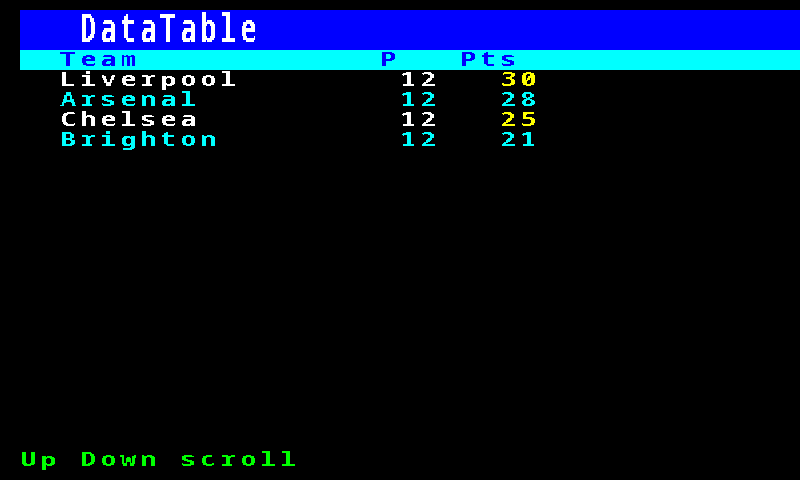 DataTable
Team P Pts
Liverpool 12 30
Arsenal 12 28
Chelsea 12 25
Brighton 12 21
Up Down scroll